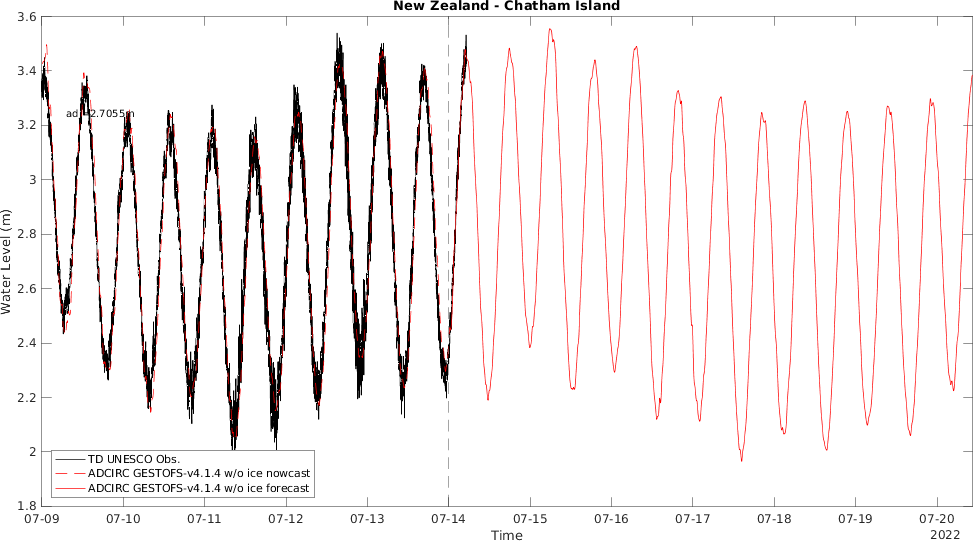 New Zealand - Chatham Island
3.6
3.4
3.2
3
2.8
2.6
2.4
2.2
2
1.8
Water Level (m)
TD UNESCO Obs.
ADCIRC GESTOFS-v4.1.4 w/o ice nowcast
ADCIRC GESTOFS-v4.1.4 w/o ice forecast
07-09 07-10 07-11 07-12 07-13 07-14 07-15 07-16 07-17 07-18 07-19 07-20
Time
2022